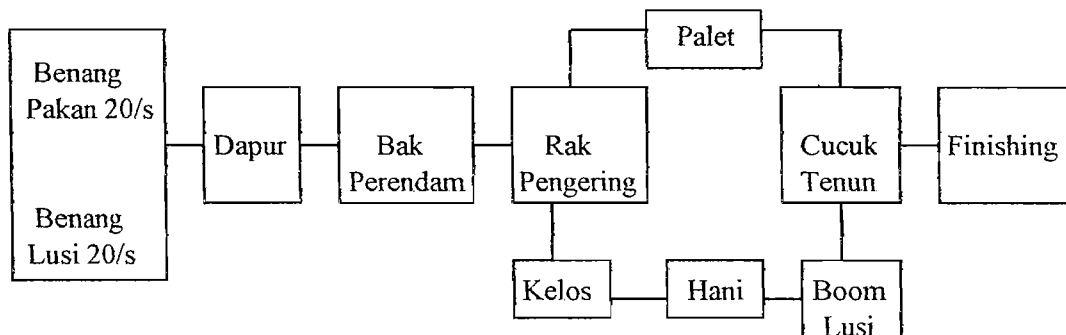 Benang
Pakan 20/s
Benang
Lusi 20/s
Dapur
Bak
Perendam
Rak
Pengering
Palet
Kelos
Hani
Boom
Lusi
Cucuk
Tenun
Finishing